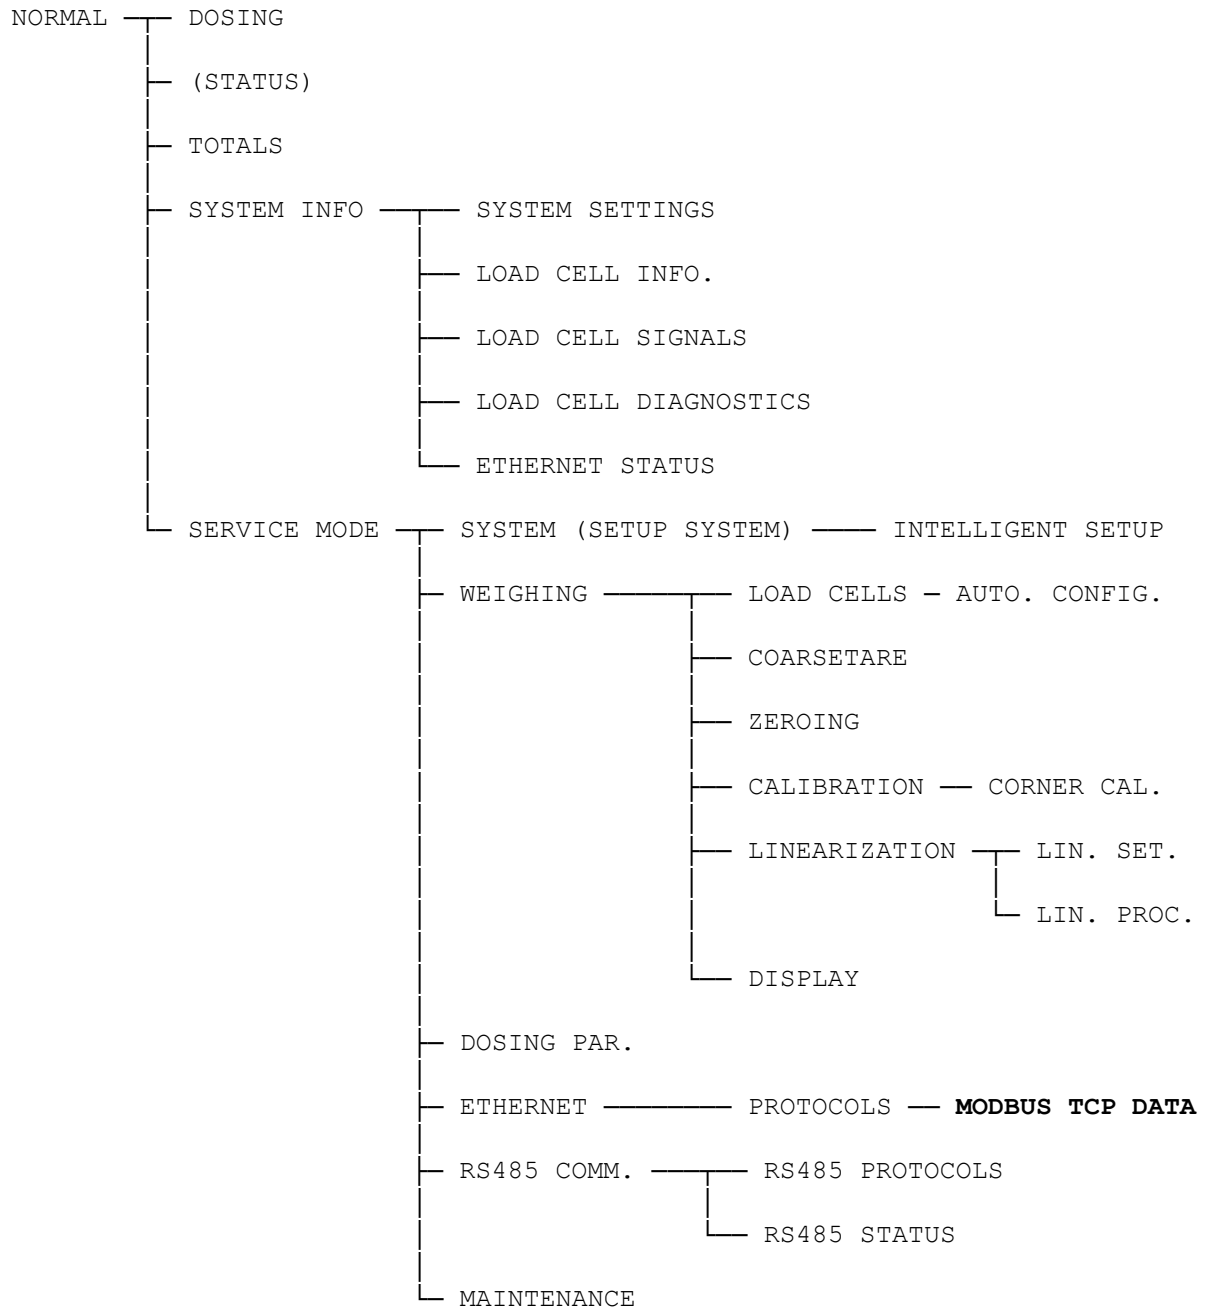 NORMAL DOSING
(STATUS)
TOTALS
SYSTEM INFO SYSTEM SETTINGS
LOAD CELL INFO.
LOAD CELL SIGNALS
LOAD CELL DIAGNOSTICS
ETHERNET STATUS
SERVICE MODE SYSTEM (SETUP SYSTEM) INTELLIGENT SETUP
WEIGHING LOAD CELLS AUTO. CONFIG.
COARSETARE
ZEROING
CALIBRATION CORNER CAL.
LINEARIZATION LIN. SET.
LIN. PROC.
DISPLAY
DOSING PAR.
ETHERNET PROTOCOLS MODBUS TCP DATA
RS485 COMM. RS485 PROTOCOLS
RS485 STATUS
MAINTENANCE